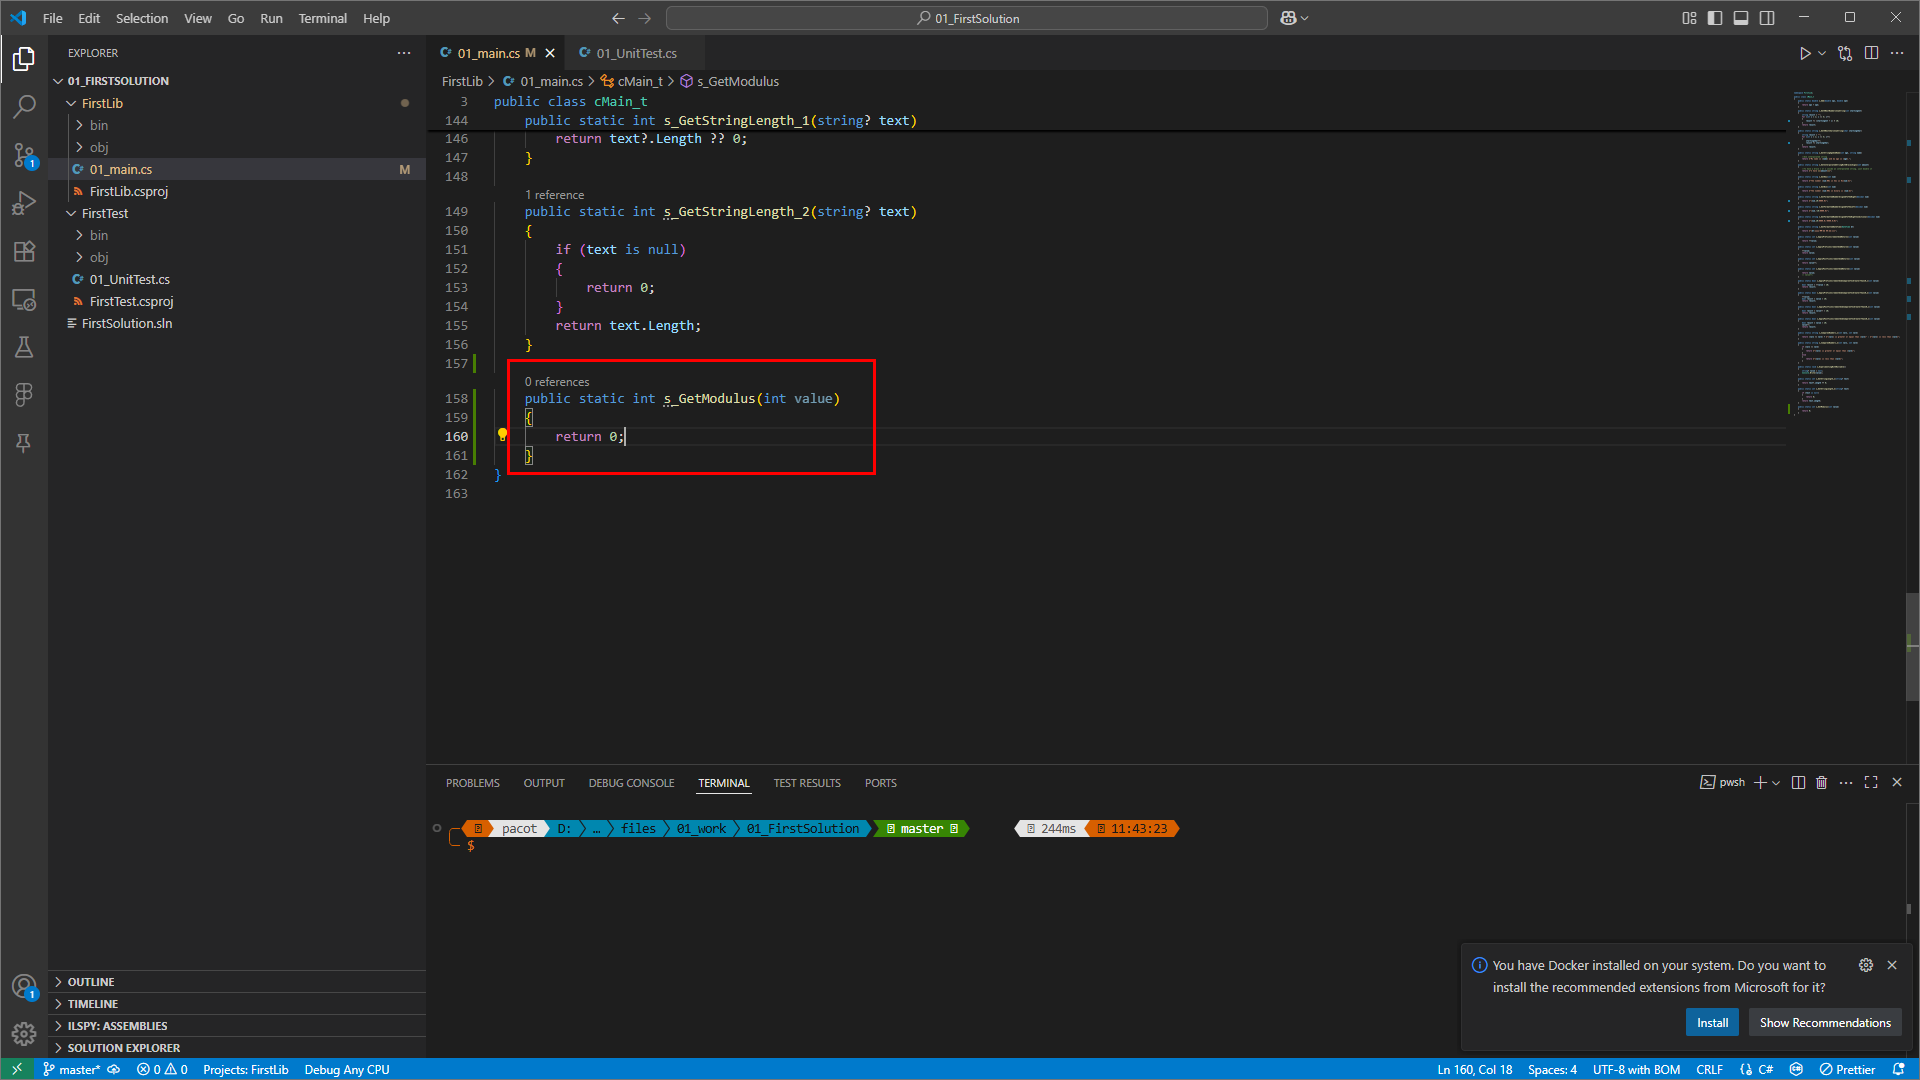 File Edit Selection View Go Run Terminal Help
01_FirstSolution
EXPLORER
01_FIRSTSOLUTION
FirstLib
bin
obj
01_main.cs M
FirstLib.csproj
FirstTest
bin
obj
01_UnitTest.cs
FirstTest.csproj
FirstSolution.sln
OUTLINE
TIMELINE
ILSPY: ASSEMBLIES
SOLUTION EXPLORER
01_main.cs M 01_UnitTest.cs
FirstLib > 01_main.cs > cMain_t > s_GetModulus
3 public class cMain_t
144 public static int s_GetStringLength_1(string? text)
146 return text?.Length ?? 0;
147 }
148
1 reference
149 public static int s_GetStringLength_2(string? text)
150 {
151 if (text is null)
152 {
153 return 0;
154 }
155 return text.Length;
156 }
157
0 references
158 public static int s_GetModulus(int value)
159 {
160 return 0;
161 }
162 }
163
PROBLEMS OUTPUT DEBUG CONSOLE TERMINAL TEST RESULTS PORTS
pwsh
pacot D: … files 01_work 01_FirstSolution master 244ms 11:43:23
$
You have Docker installed on your system. Do you want to
install the recommended extensions from Microsoft for it?
Install Show Recommendations
master* 0 0 Projects: FirstLib Debug Any CPU
Ln 160, Col 18 Spaces: 4 UTF-8 with BOM CRLF C# Prettier